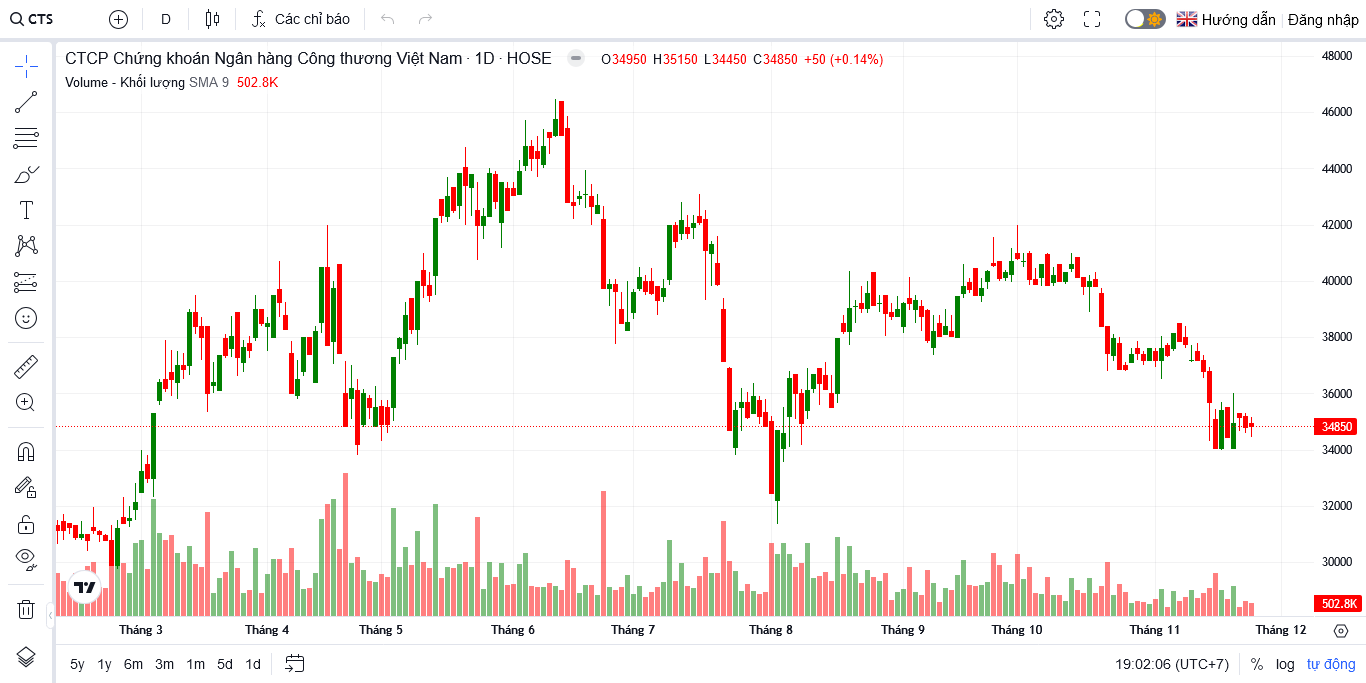 CTS D Các chỉ báo Hướng dẫn Đăng nhập
CTCP Chứng khoán Ngân hàng Công thương Việt Nam · 1D · HOSE O34950 H35150 L34450 C34850 +50 (+0.14%)
Volume - Khối lượng SMA 9 502.8K
48000
46000
44000
42000
40000
38000
36000
34850
34000
32000
30000
502.8K
Tháng 3 Tháng 4 Tháng 5 Tháng 6 Tháng 7 Tháng 8 Tháng 9 Tháng 10 Tháng 11 Tháng 12
5y 1y 6m 3m 1m 5d 1d 19:02:06 (UTC+7) % log tự động